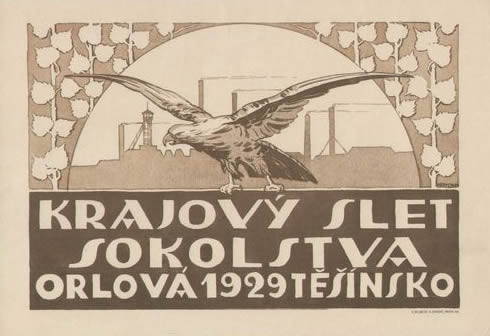 KRAJOVÝ SLET
SOKOLSTVA
ORLOVÁ 1929 TĚŠÍNSKO